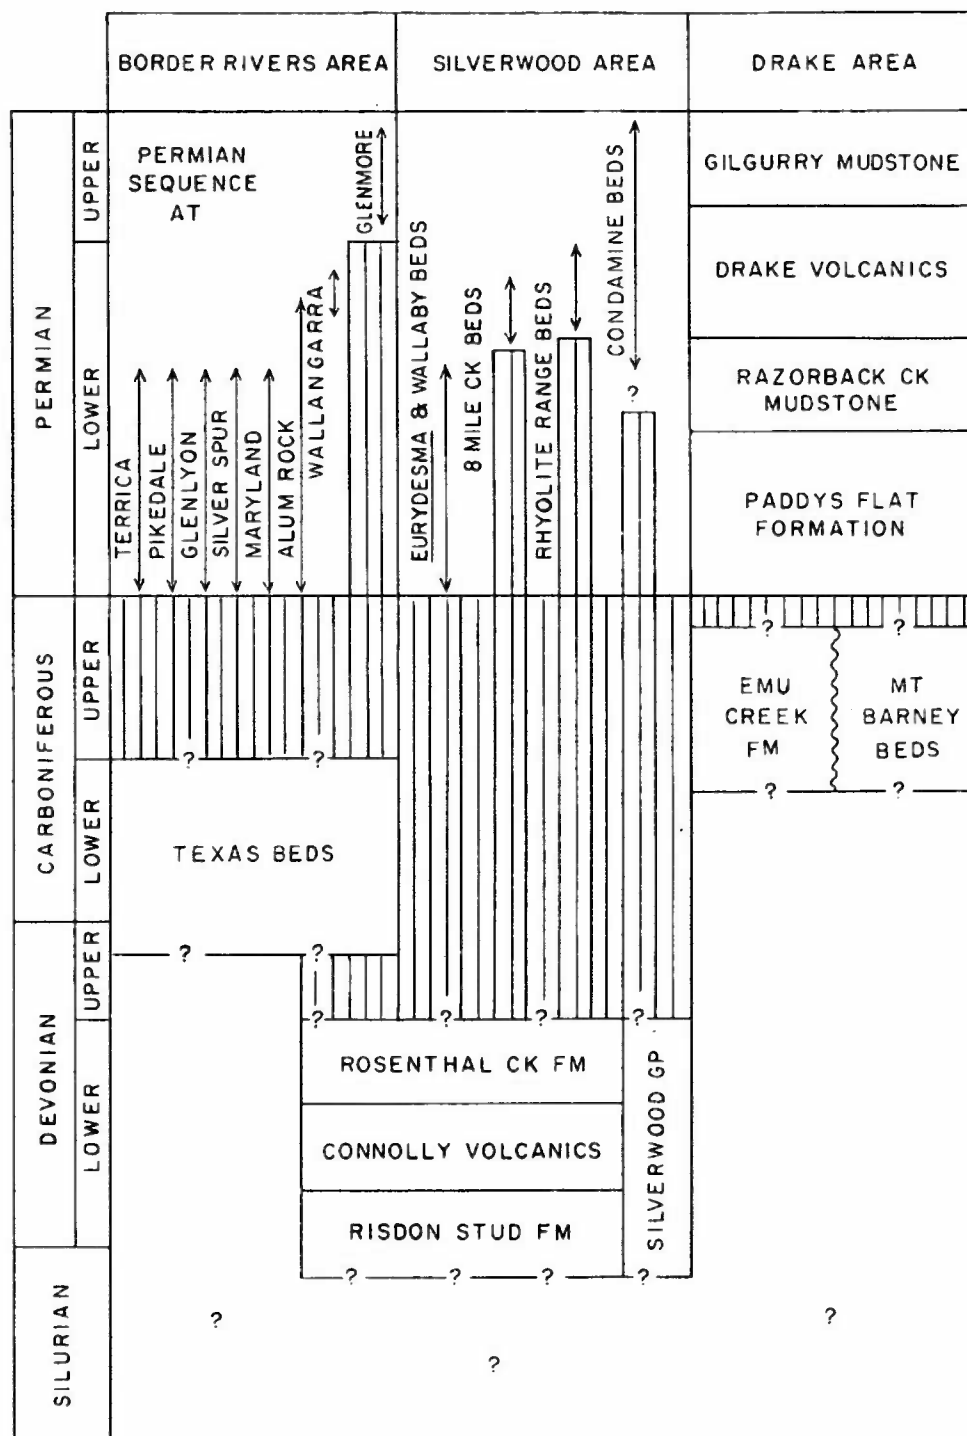 BORDER RIVERS AREA
SILVERWOOD AREA
DRAKE AREA
PERMIAN
UPPER
LOWER
CARBONIFEROUS
UPPER
LOWER
DEVONIAN
UPPER
LOWER
SILURIAN
PERMIAN
SEQUENCE
AT
TERRICA
PIKEDALE
GLENLYON
SILVER SPUR
MARYLAND
ALUM ROCK
WALLANGARRA
GLENMORE
EURYDESMA & WALLABY BEDS
8 MILE CK BEDS
RHYOLITE RANGE BEDS
CONDAMINE BEDS
?
GILGURRY MUDSTONE
DRAKE VOLCANICS
RAZORBACK CK
MUDSTONE
PADDYS FLAT
FORMATION
? ?
EMU
CREEK
FM
MT
BARNEY
BEDS
? ?
? ?
TEXAS BEDS
? ?
? ? ? ?
ROSENTHAL CK FM
CONNOLLY VOLCANICS
RISDON STUD FM
SILVERWOOD GP
? ? ? ?
? ?
?